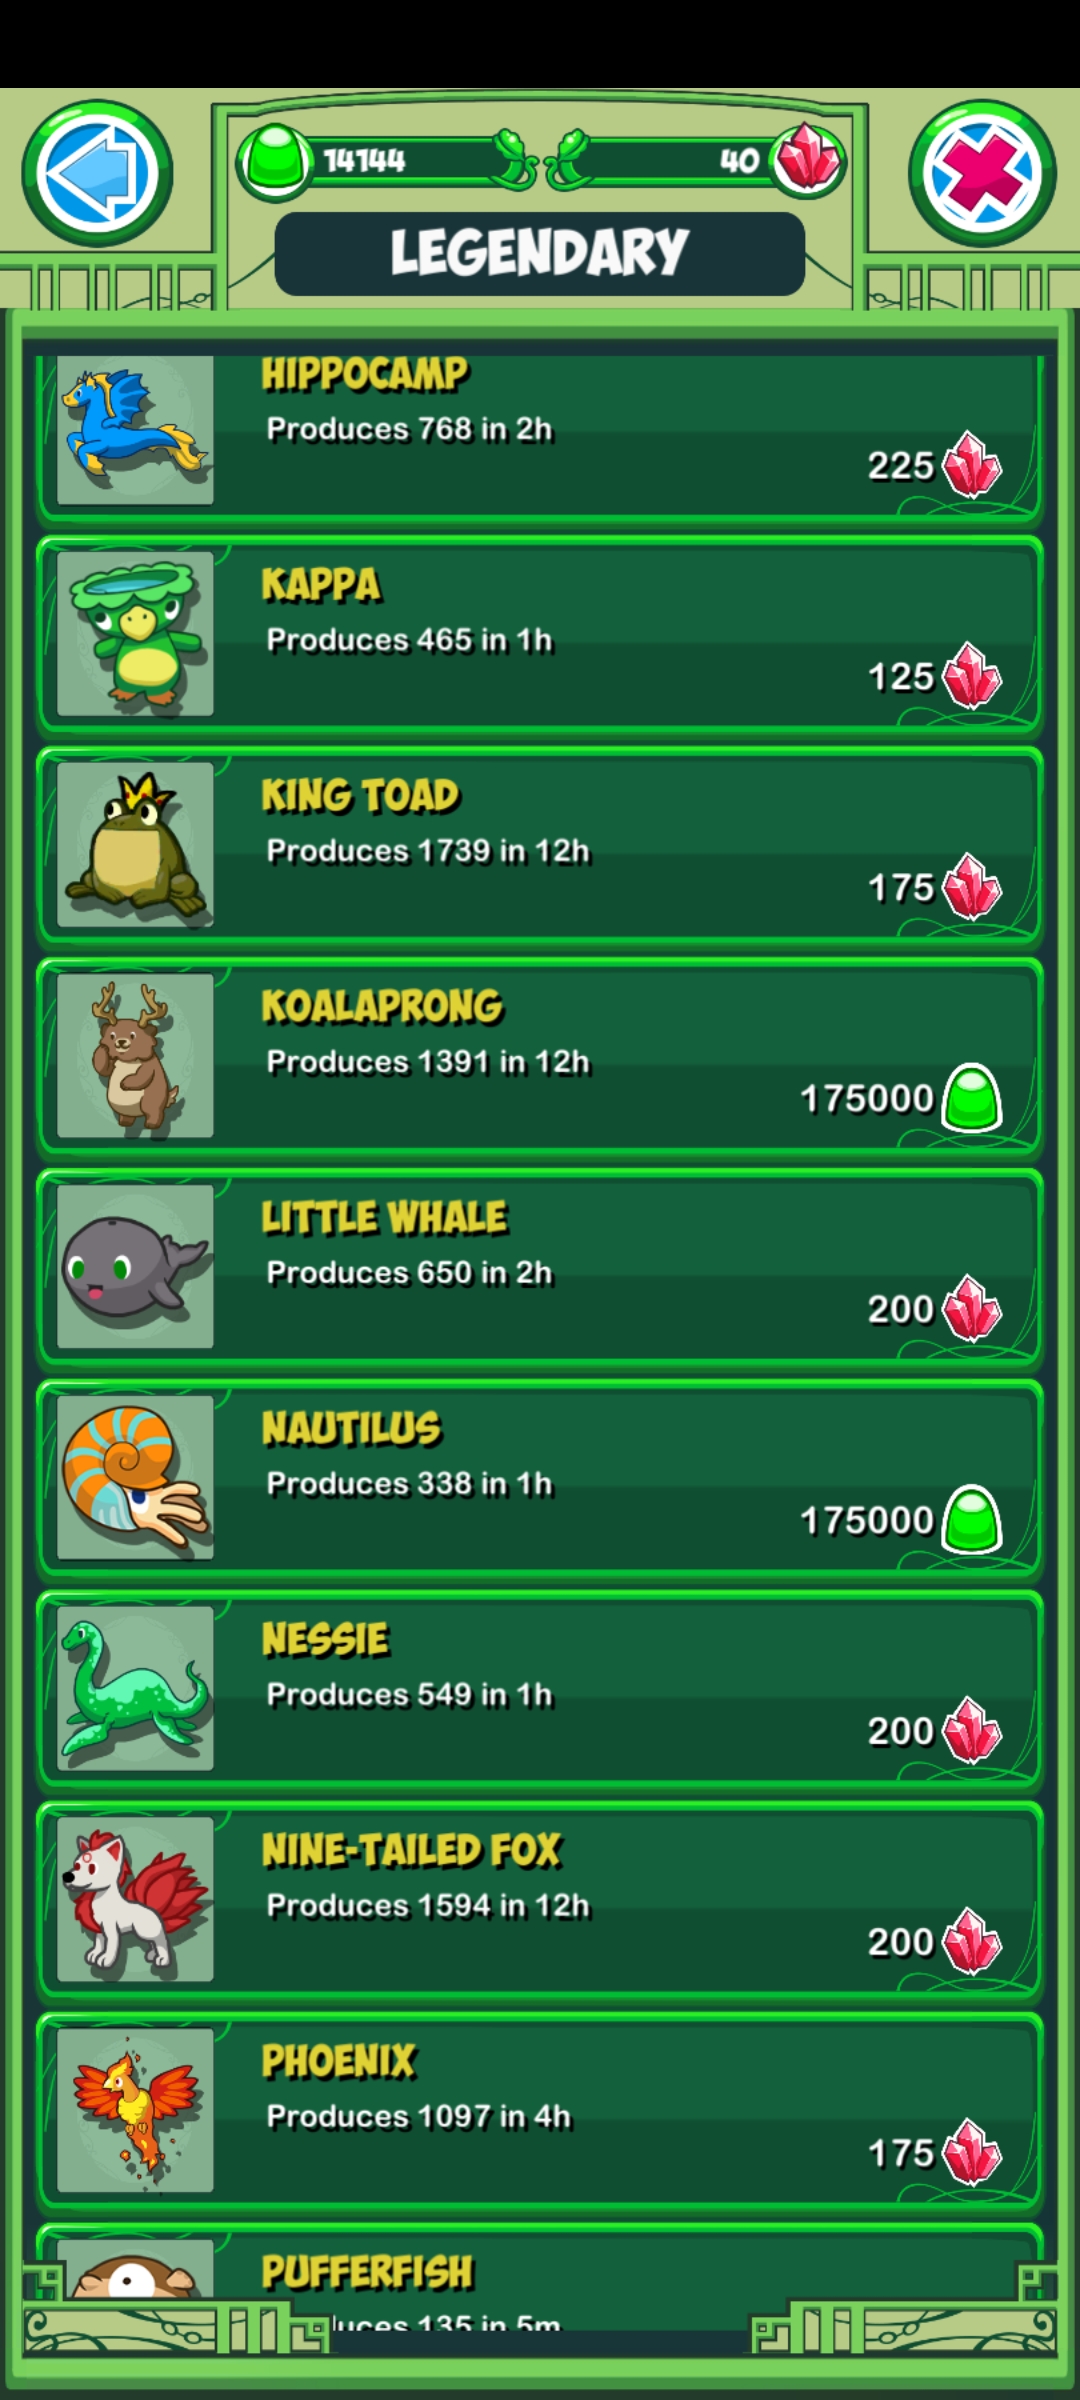 14144
40
LEGENDARY
HIPPOCAMP
Produces 768 in 2h
225
KAPPA
Produces 465 in 1h
125
KING TOAD
Produces 1739 in 12h
175
KOALAPRONG
Produces 1391 in 12h
175000
LITTLE WHALE
Produces 650 in 2h
200
NAUTILUS
Produces 338 in 1h
175000
NESSIE
Produces 549 in 1h
200
NINE-TAILED FOX
Produces 1594 in 12h
200
PHOENIX
Produces 1097 in 4h
175
PUFFERFISH
135 in 5m